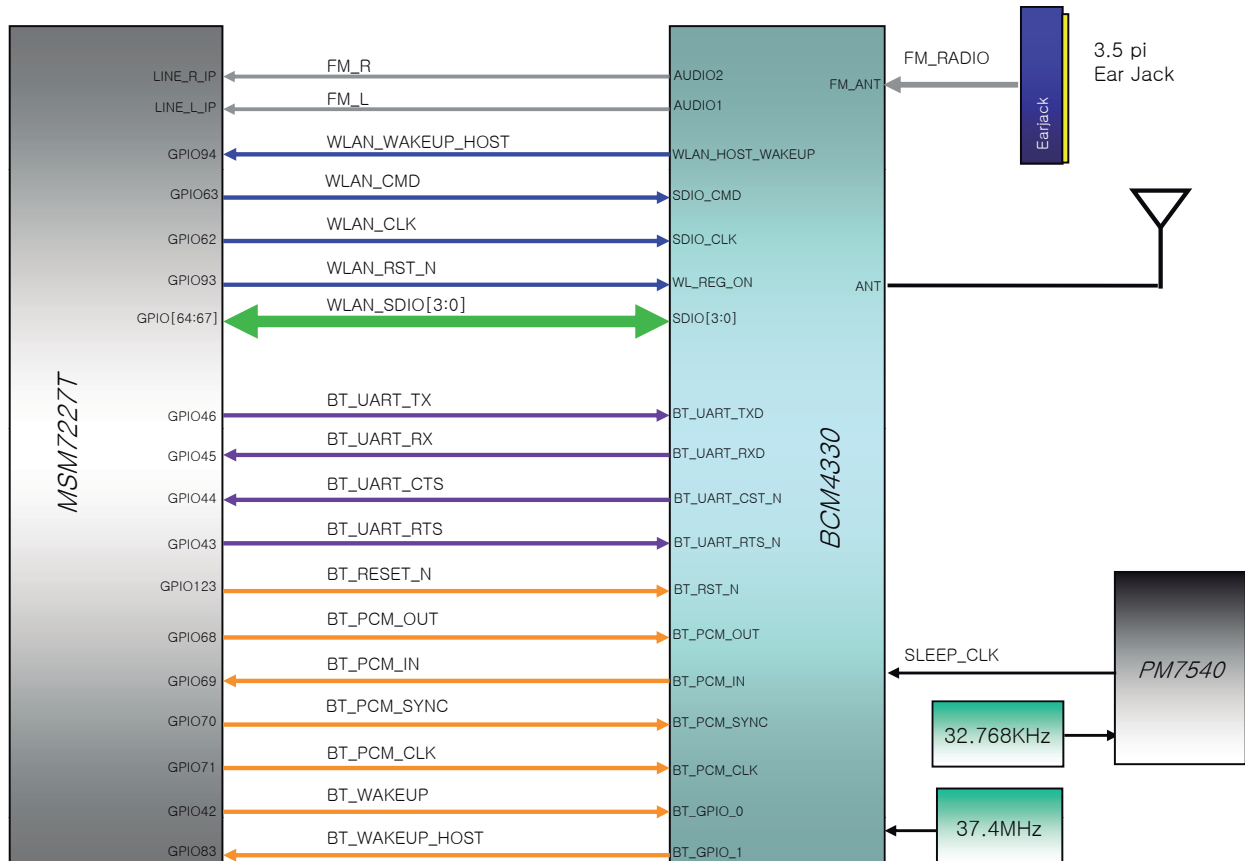 LINE_R_IP FM_R AUDIO2
LINE_L_IP FM_L AUDIO1
GPIO94 WLAN_WAKEUP_HOST WLAN_HOST_WAKEUP
GPIO63 WLAN_CMD SDIO_CMD
GPIO62 WLAN_CLK SDIO_CLK
GPIO93 WLAN_RST_N WL_REG_ON
GPIO[64:67] WLAN_SDIO[3:0] SDIO[3:0]
GPIO46 BT_UART_TX BT_UART_TXD
GPIO45 BT_UART_RX BT_UART_RXD
GPIO44 BT_UART_CTS BT_UART_CST_N
GPIO43 BT_UART_RTS BT_UART_RTS_N
GPIO123 BT_RESET_N BT_RST_N
GPIO68 BT_PCM_OUT BT_PCM_OUT
GPIO69 BT_PCM_IN BT_PCM_IN
GPIO70 BT_PCM_SYNC BT_PCM_SYNC
GPIO71 BT_PCM_CLK BT_PCM_CLK
GPIO42 BT_WAKEUP BT_GPIO_0
GPIO83 BT_WAKEUP_HOST BT_GPIO_1
MSM7227T
BCM4330
FM_ANT
FM_RADIO
Earjack
3.5 pi
Ear Jack
ANT
SLEEP_CLK
PM7540
32.768KHz
37.4MHz